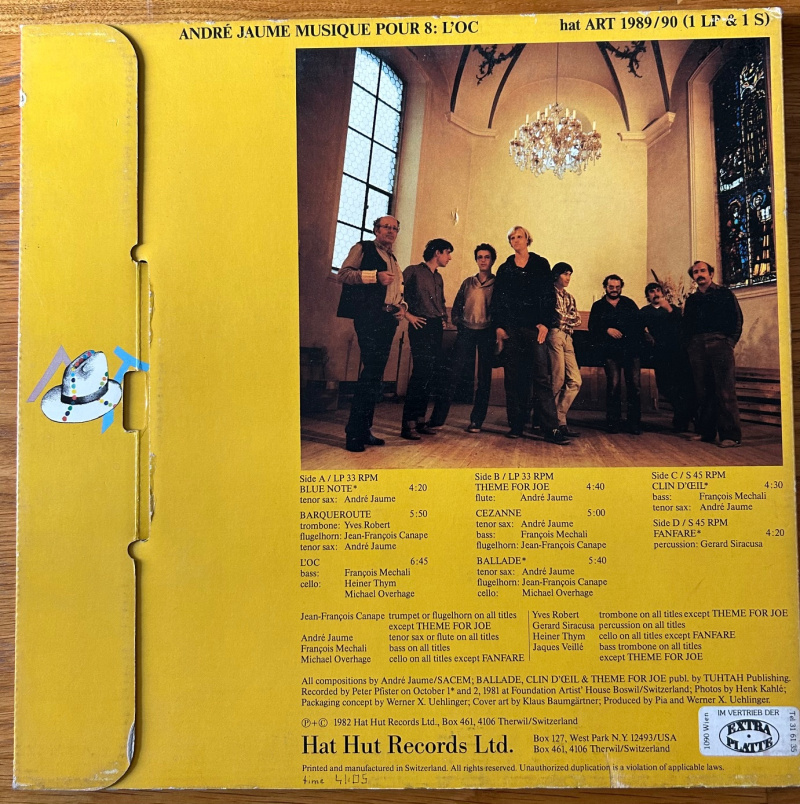 ANDRÉ JAUME MUSIQUE POUR 8: L'OC hat ART 1989/90 (1 LP & 1 S)
Side A / LP 33 RPM
BLUE NOTE* 4:20
tenor sax: André Jaume
BARQUEROUTE 5:50
trombone: Yves Robert
flugelhorn: Jean-François Canape
tenor sax: André Jaume
L'OC 6:45
bass: François Mechali
cello: Heiner Thym
Michael Overhage
Side B / LP 33 RPM
THEME FOR JOE 4:40
flute: André Jaume
CEZANNE 5:00
tenor sax: André Jaume
bass: François Mechali
flugelhorn: Jean-François Canape
BALLADE* 5:40
tenor sax: André Jaume
flugelhorn: Jean-François Canape
cello: Michael Overhage
Side C / S 45 RPM
CLIN D'ŒIL* 4:30
bass: François Mechali
tenor sax: André Jaume
Side D / S 45 RPM
FANFARE* 4:20
percussion: Gerard Siracusa
Jean-François Canape trumpet or flugelhorn on all titles
except THEME FOR JOE
André Jaume tenor sax or flute on all titles
François Mechali bass on all titles
Michael Overhage cello on all titles except FANFARE
Yves Robert trombone on all titles except THEME FOR JOE
Gerard Siracusa percussion on all titles
Heiner Thym cello on all titles except FANFARE
Jaques Veillé bass trombone on all titles
except THEME FOR JOE
All compositions by André Jaume/SACEM; BALLADE, CLIN D'ŒIL & THEME FOR JOE publ. by TUHTAH Publishing.
Recorded by Peter Pfister on October 1* and 2, 1981 at Foundation Artist' House Boswil/Switzerland; Photos by Henk Kahlé;
Packaging concept by Werner X. Uehlinger; Cover art by Klaus Baumgärtner; Produced by Pia and Werner X. Uehlinger.
℗+© 1982 Hat Hut Records Ltd., Box 461, 4106 Therwil/Switzerland
Hat Hut Records Ltd.
Box 127, West Park N.Y. 12493/USA
Box 461, 4106 Therwil/Switzerland
Printed and manufactured in Switzerland. All rights reserved. Unauthorized duplication is a violation of applicable laws.
time 41:05
IM VERTRIEB DER
1090 Wien
EXTRA
PLATTE
Tel 31 61 35